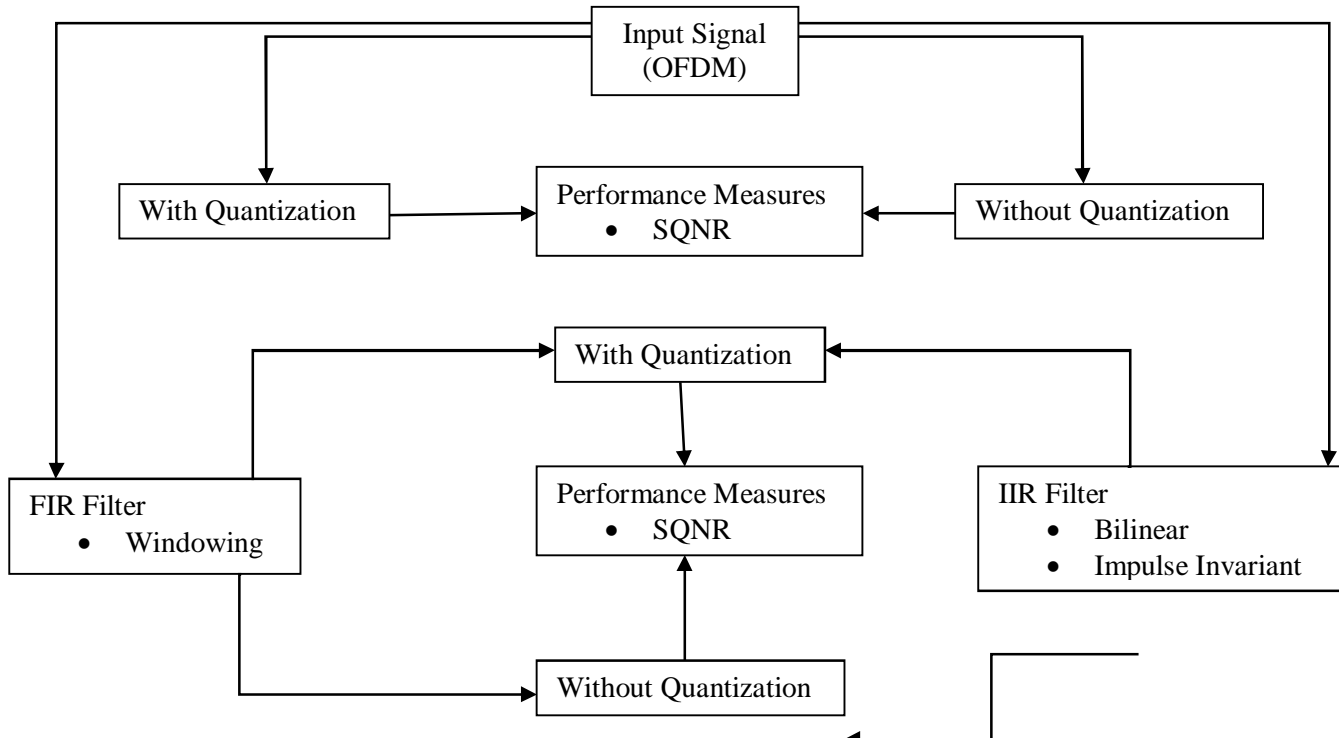 Input Signal
(OFDM)
With Quantization
Performance Measures
• SQNR
Without Quantization
With Quantization
FIR Filter
• Windowing
Performance Measures
• SQNR
IIR Filter
• Bilinear
• Impulse Invariant
Without Quantization